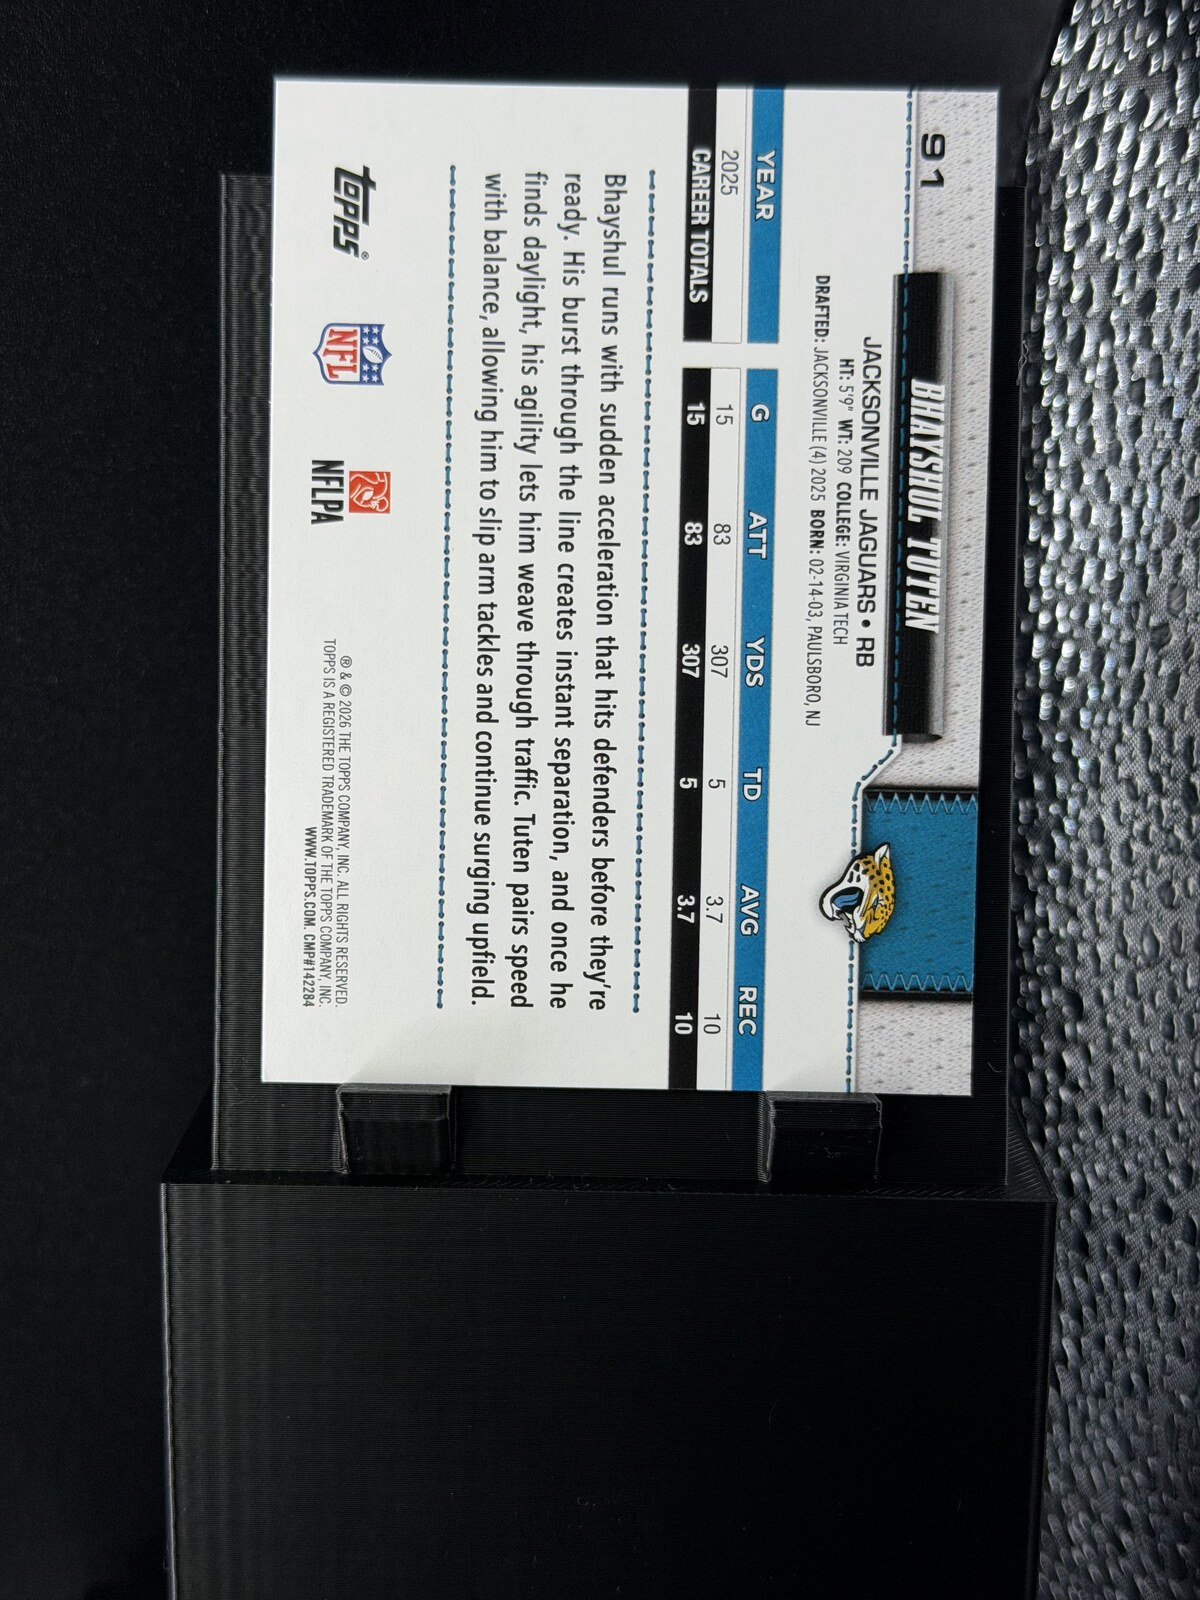 91
BHAYSHUL TUTEN
JACKSONVILLE JAGUARS • RB
HT: 5'9" WT: 209 COLLEGE: VIRGINIA TECH
DRAFTED: JACKSONVILLE (4) 2025 BORN: 02-14-03, PAULSBORO, NJ
YEAR G ATT YDS TD AVG REC
2025 15 83 307 5 3.7 10
CAREER TOTALS 15 83 307 5 3.7 10
Bhayshul runs with sudden acceleration that hits defenders before they're
ready. His burst through the line creates instant separation, and once he
finds daylight, his agility lets him weave through traffic. Tuten pairs speed
with balance, allowing him to slip arm tackles and continue surging upfield.
topps®
NFL
NFLPA
® & © 2026 THE TOPPS COMPANY, INC. ALL RIGHTS RESERVED.
TOPPS IS A REGISTERED TRADEMARK OF THE TOPPS COMPANY, INC.
WWW.TOPPS.COM. CMP#142284